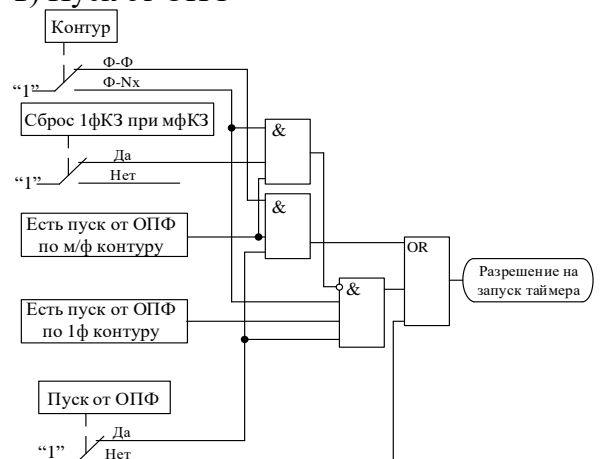 Контур
Ф-Ф
Ф-Nх
“1”
&
Сброс 1фКЗ при мфКЗ
Да
Нет
“1”
&
Есть пуск от ОПФ
по м/ф контуру
OR
Разрешение на
запуск таймера
&
Есть пуск от ОПФ
по 1ф контуру
Пуск от ОПФ
Да
“1”
Нет